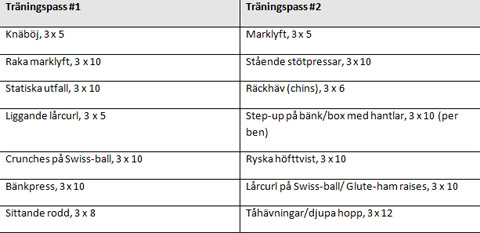 Träningspass #1
Träningspass #2
Knäböj, 3 x 5
Marklyft, 3 x 5
Raka marklyft, 3 x 10
Stående stötpressar, 3 x 10
Statiska utfall, 3 x 10
Räckhäv (chins), 3 x 6
Liggande lårcurl, 3 x 5
Step-up på bänk/box med hantlar, 3 x 10 (per
ben)
Crunches på Swiss-ball, 3 x 10
Ryska höfttvist, 3 x 10
Bänkpress, 3 x 10
Lårcurl på Swiss-ball/ Glute-ham raises, 3 x 10
Sittande rodd, 3 x 8
Tåhävningar/djupa hopp, 3 x 12